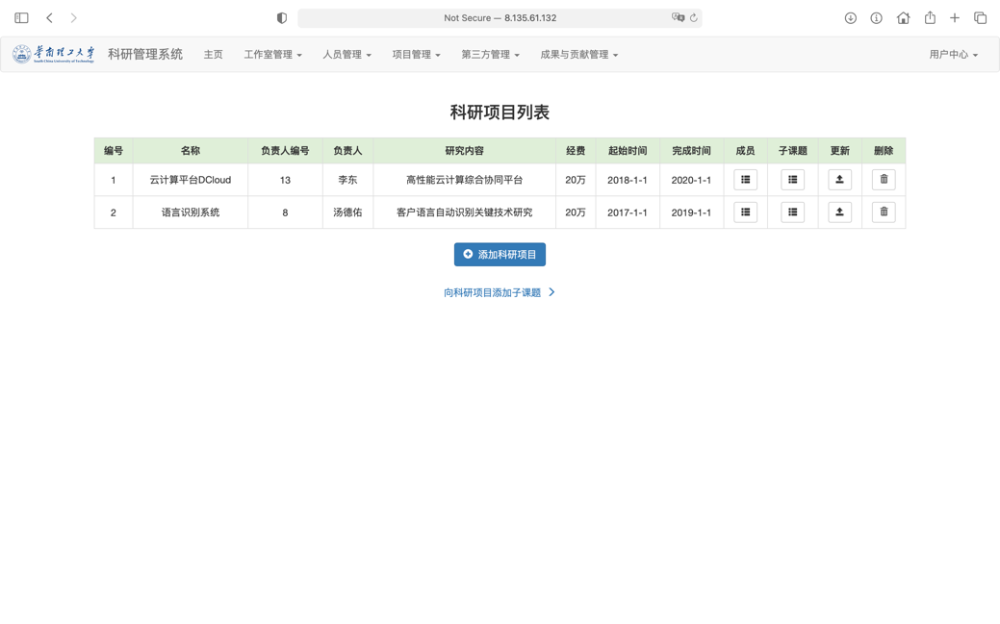 Not Secure — 8.135.61.132
华南理工大学
South China University of Technology
科研管理系统 主页 工作室管理 人员管理 项目管理 第三方管理 成果与贡献管理 用户中心
科研项目列表
编号 名称 负责人编号 负责人 研究内容 经费 起始时间 完成时间 成员 子课题 更新 删除
1 云计算平台DCloud 13 李东 高性能云计算综合协同平台 20万 2018-1-1 2020-1-1
2 语言识别系统 8 汤德佑 客户语言自动识别关键技术研究 20万 2017-1-1 2019-1-1
添加科研项目
向科研项目添加子课题